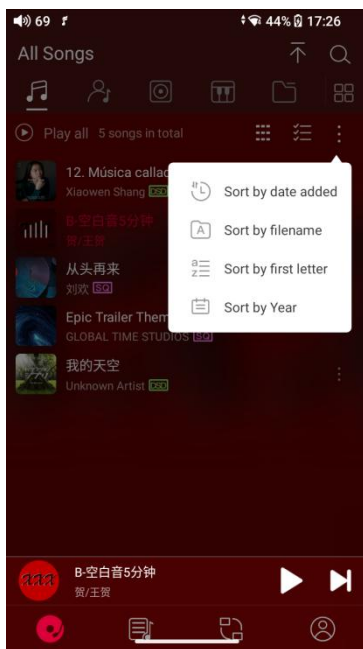 69 44% 17:26
All Songs
Play all 5 songs in total
12. Música callad
Xiaowen Shang DSD
Sort by date added
B-空白音5分钟
贺/王贺
A Sort by filename
从头再来
刘欢 SQ
a z Sort by first letter
Epic Trailer Them
GLOBAL TIME STUDIOS SQ
Sort by Year
我的天空
Unknown Artist DSD
xxx
B-空白音5分钟
贺/王贺